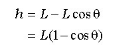 h = L – L cos θ
= L(1– cos θ)